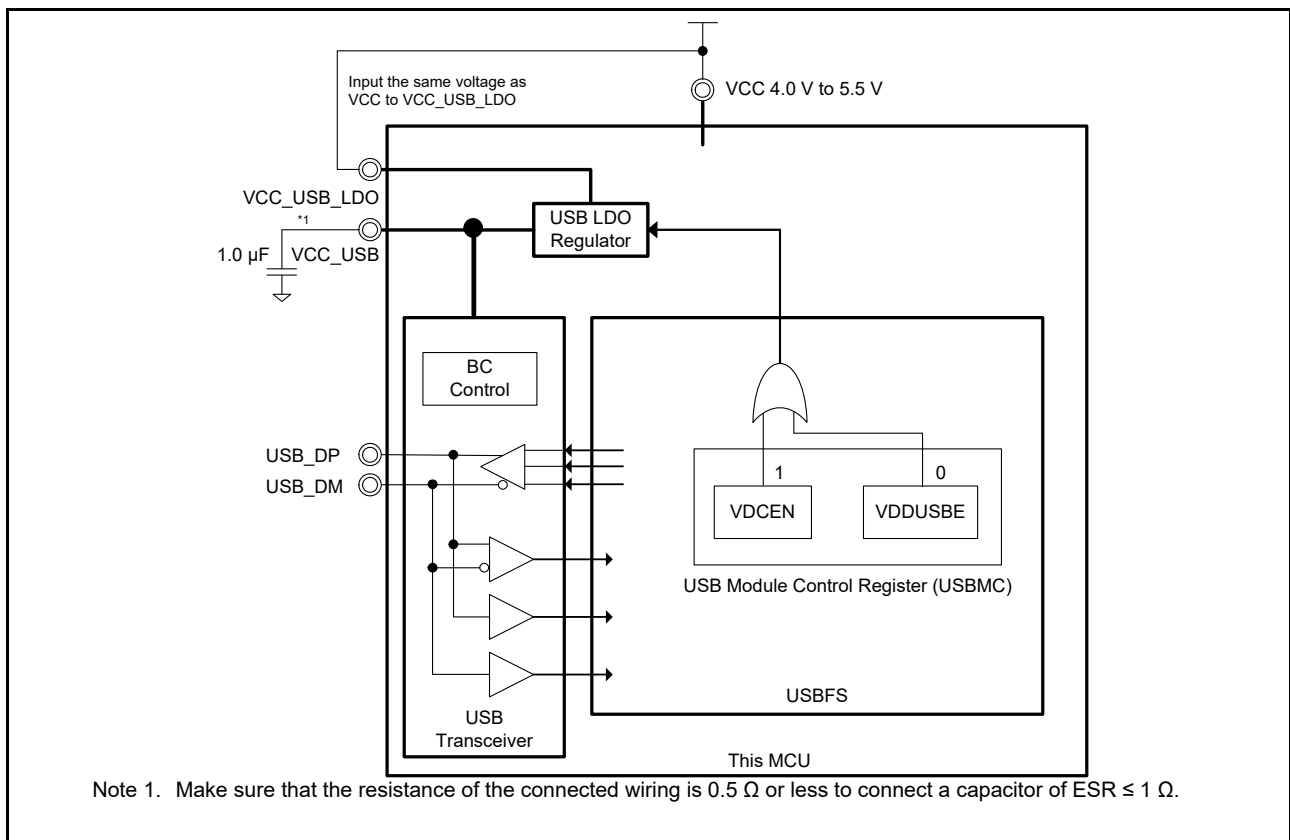 Input the same voltage as
VCC to VCC_USB_LDO
VCC 4.0 V to 5.5 V
VCC_USB_LDO
*1
1.0 µF
VCC_USB
USB LDO
Regulator
BC
Control
USB_DP
USB_DM
1
0
VDCEN
VDDUSBE
USB Module Control Register (USBMC)
USBFS
USB
Transceiver
This MCU
Note 1. Make sure that the resistance of the connected wiring is 0.5 Ω or less to connect a capacitor of ESR ≤ 1 Ω.